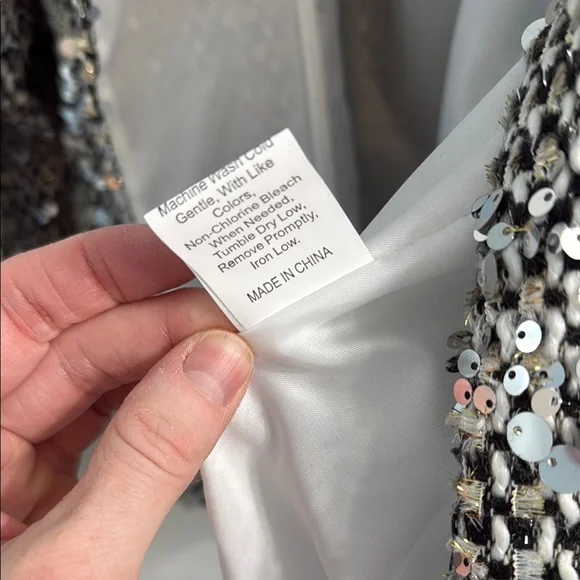 Machine Wash Cold
Gentle, With Like
Colors,
Non-Chlorine Bleach
When Needed,
Tumble Dry Low,
Remove Promptly,
Iron Low.
MADE IN CHINA